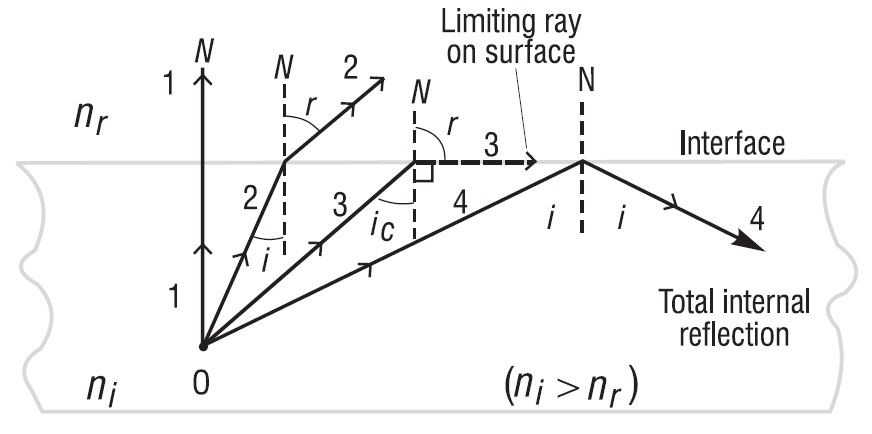 Limiting ray
on surface
N
1
N
2
r
N
r
N
n_r
3
Interface
2
3
i_c
4
i
i
i
4
1
Total internal
reflection
n_i
0
(n_i > n_r)